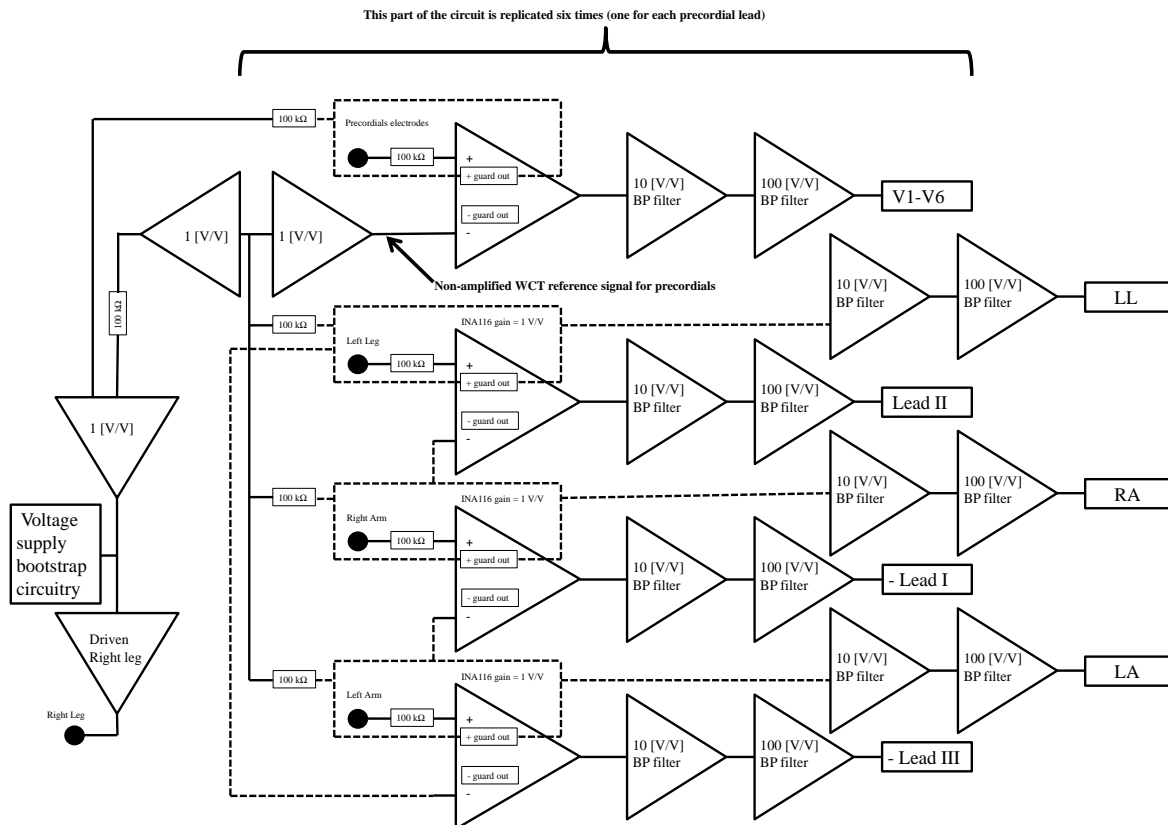 This part of the circuit is replicated six times (one for each precordial lead)
100 kΩ
Precordials electrodes
100 kΩ
+
+ guard out
- guard out
-
10 [V/V]
BP filter
100 [V/V]
BP filter
V1-V6
1 [V/V]
1 [V/V]
Non-amplified WCT reference signal for precordials
100 kΩ
100 kΩ
INA116 gain = 1 V/V
Left Leg
100 kΩ
+
+ guard out
- guard out
-
10 [V/V]
BP filter
100 [V/V]
BP filter
LL
10 [V/V]
BP filter
100 [V/V]
BP filter
Lead II
1 [V/V]
100 kΩ
INA116 gain = 1 V/V
Right Arm
100 kΩ
+
+ guard out
- guard out
-
10 [V/V]
BP filter
100 [V/V]
BP filter
RA
10 [V/V]
BP filter
100 [V/V]
BP filter
- Lead I
Voltage
supply
bootstrap
circuitry
Driven
Right leg
Right Leg
100 kΩ
INA116 gain = 1 V/V
Left Arm
100 kΩ
+
+ guard out
- guard out
-
10 [V/V]
BP filter
100 [V/V]
BP filter
LA
10 [V/V]
BP filter
100 [V/V]
BP filter
- Lead III